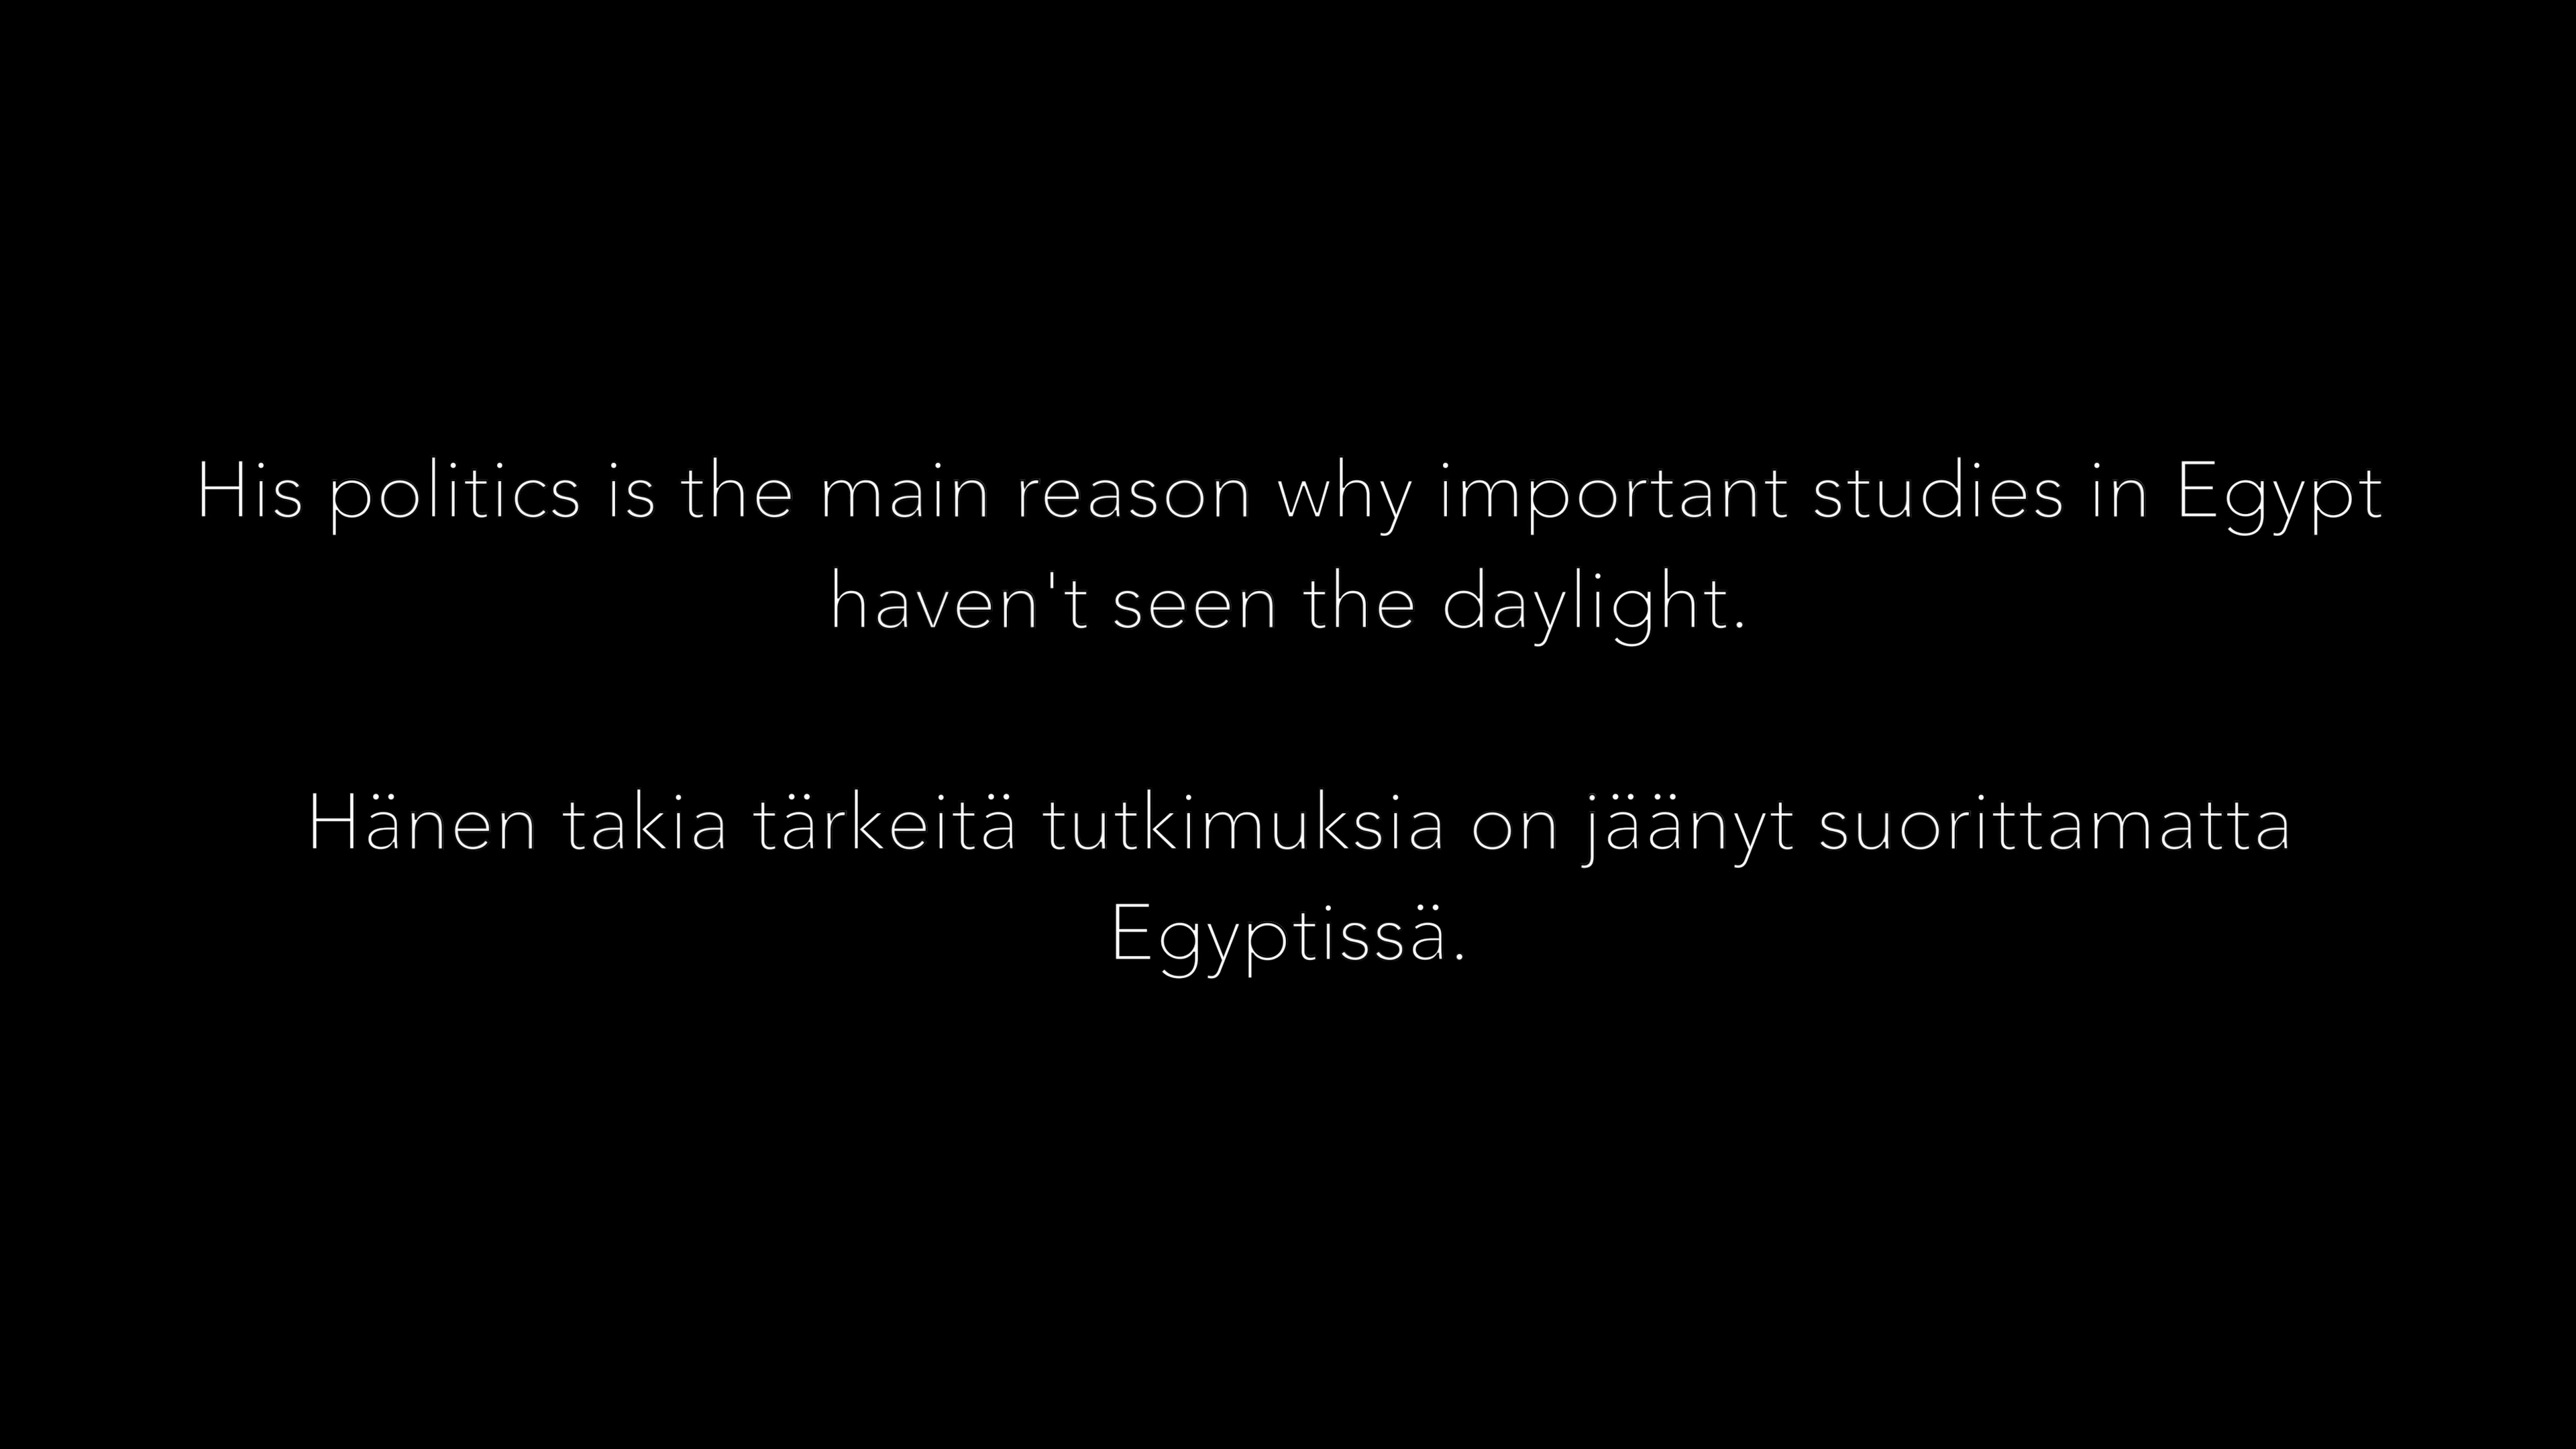 His politics is the main reason why important studies in Egypt
haven't seen the daylight.
Hänen takia tärkeitä tutkimuksia on jäänyt suorittamatta
Egyptissä.